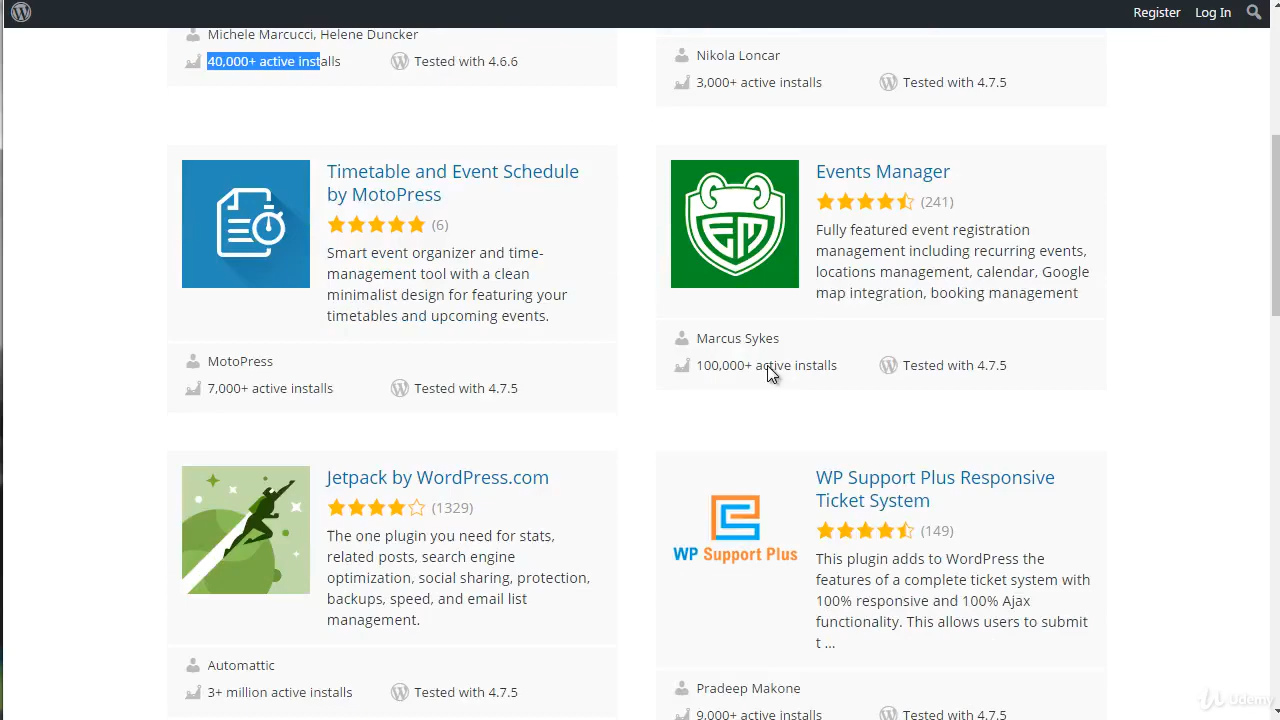 Register Log In
Michele Marcucci, Helene Duncker
40,000+ active installs Tested with 4.6.6
Nikola Loncar
3,000+ active installs Tested with 4.7.5
Timetable and Event Schedule
by MotoPress
(6)
Smart event organizer and time-
management tool with a clean
minimalist design for featuring your
timetables and upcoming events.
MotoPress
7,000+ active installs Tested with 4.7.5
EM
Events Manager
(241)
Fully featured event registration
management including recurring events,
locations management, calendar, Google
map integration, booking management
Marcus Sykes
100,000+ active installs Tested with 4.7.5
Jetpack by WordPress.com
(1329)
The one plugin you need for stats,
related posts, search engine
optimization, social sharing, protection,
backups, speed, and email list
management.
Automattic
3+ million active installs Tested with 4.7.5
WP Support Plus
WP Support Plus Responsive
Ticket System
(149)
This plugin adds to WordPress the
features of a complete ticket system with
100% responsive and 100% Ajax
functionality. This allows users to submit
t ...
Pradeep Makone
9,000+ active installs Tested with 4.7.5
Udemy